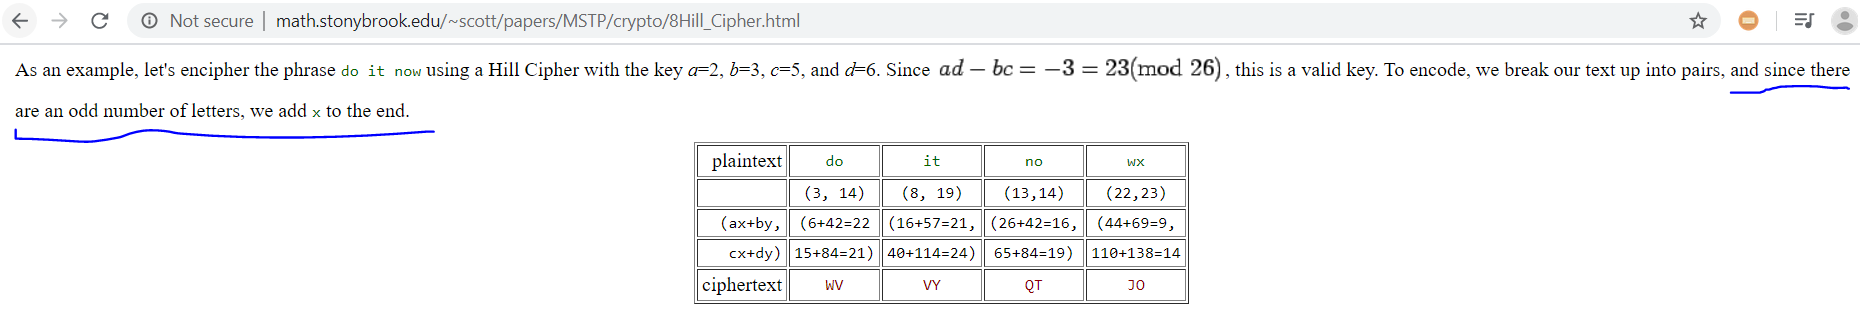 Not secure | math.stonybrook.edu/~scott/papers/MSTP/crypto/8Hill_Cipher.html
As an example, let's encipher the phrase do it now using a Hill Cipher with the key a=2, b=3, c=5, and d=6. Since ad − bc = −3 = 23(mod 26), this is a valid key. To encode, we break our text up into pairs, and since there
are an odd number of letters, we add x to the end.
plaintext do it no wx
(3, 14) (8, 19) (13,14) (22,23)
(ax+by, (6+42=22 (16+57=21, (26+42=16, (44+69=9,
cx+dy) 15+84=21) 40+114=24) 65+84=19) 110+138=14
ciphertext WV VY QT JO